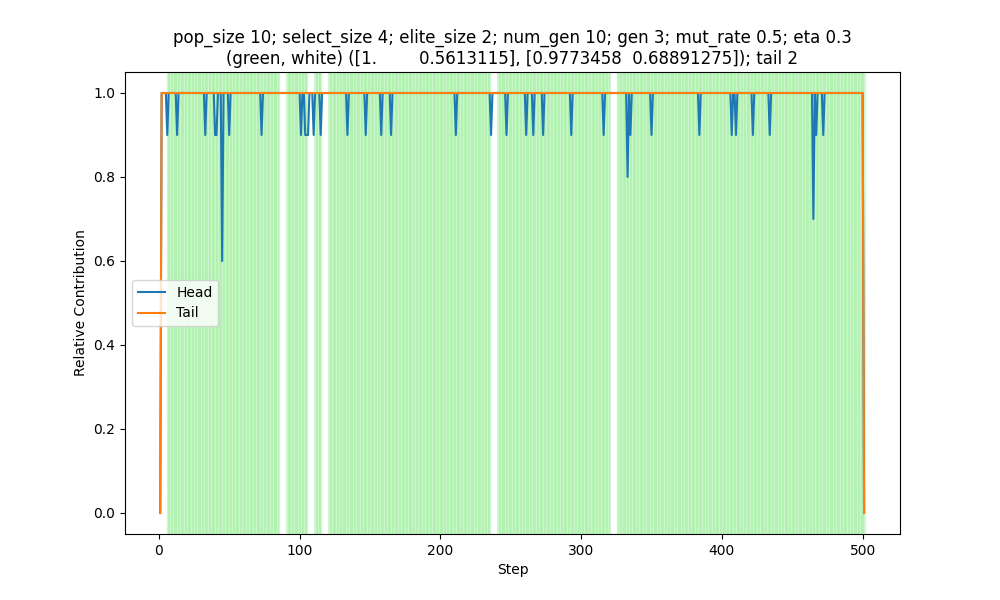 pop_size 10; select_size 4; elite_size 2; num_gen 10; gen 3; mut_rate 0.5; eta 0.3
(green, white) ([1.         0.5613115], [0.9773458  0.68891275]); tail 2
1.0
0.8
0.6
0.4
0.2
0.0
Relative Contribution
Head
Tail
0
100
200
300
400
500
Step